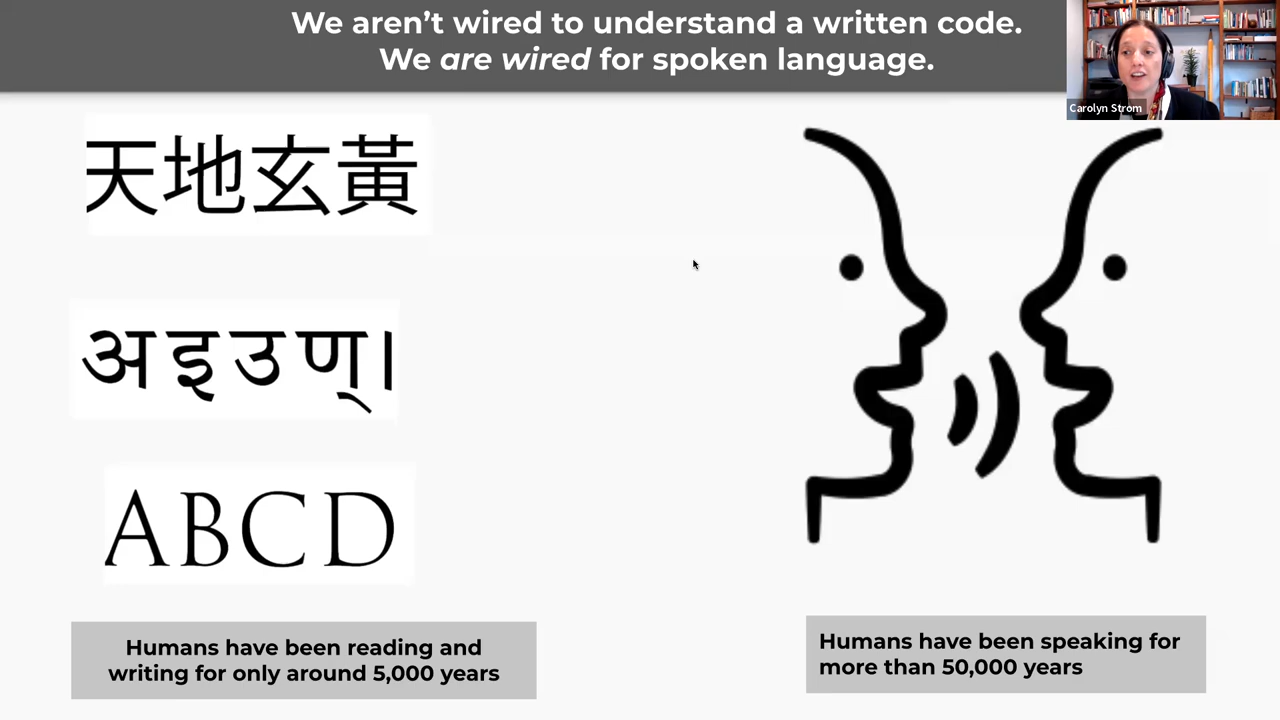 We aren’t wired to understand a written code.
We are wired for spoken language.
Carolyn Strom
天地玄黃
अइउण्।
ABCD
Humans have been reading and
writing for only around 5,000 years
Humans have been speaking for
more than 50,000 years